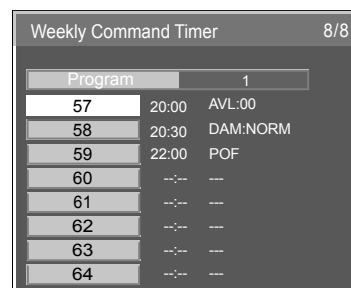 Weekly Command Timer 8/8
Program 1
57 20:00 AVL:00
58 20:30 DAM:NORM
59 22:00 POF
60 --:-- ---
61 --:-- ---
62 --:-- ---
63 --:-- ---
64 --:-- ---